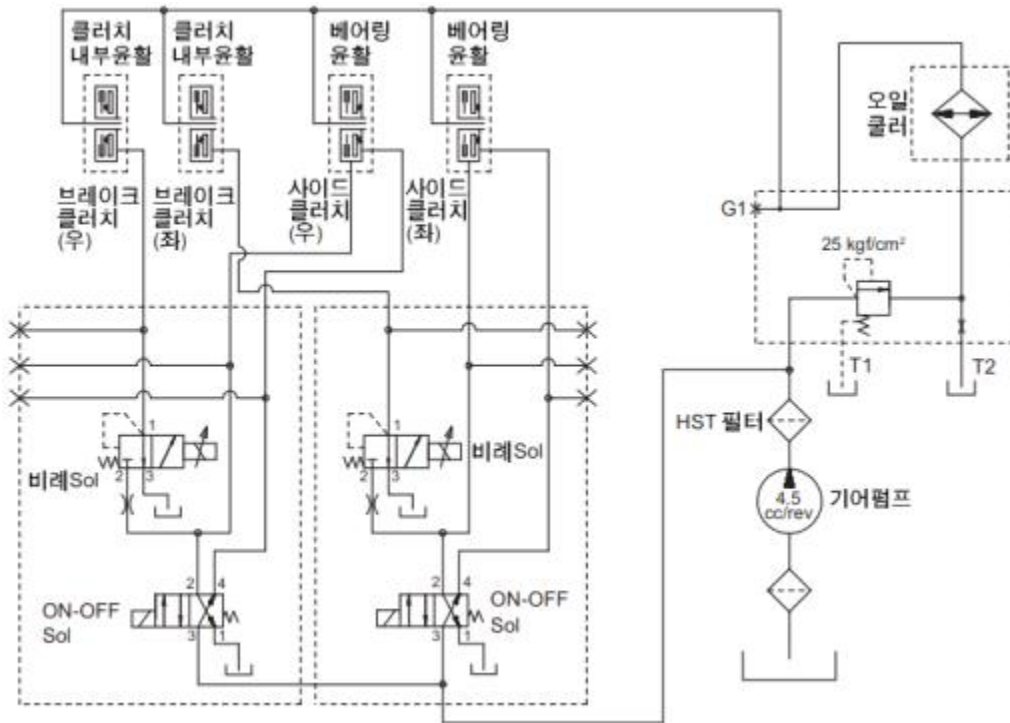 클러치
내부윤활
클러치
내부윤활
베어링
윤활
베어링
윤활
오일
쿨러
브레이크
클러치
(우)
브레이크
클러치
(좌)
사이드
클러치
(우)
사이드
클러치
(좌)
G1
25 kgf/cm²
T1
T2
HST 필터
4.5
cc/rev
기어펌프
1
비례Sol
2
3
1
비례Sol
2
3
2
4
ON-OFF
Sol
3
1
2
4
ON-OFF
Sol
3
1